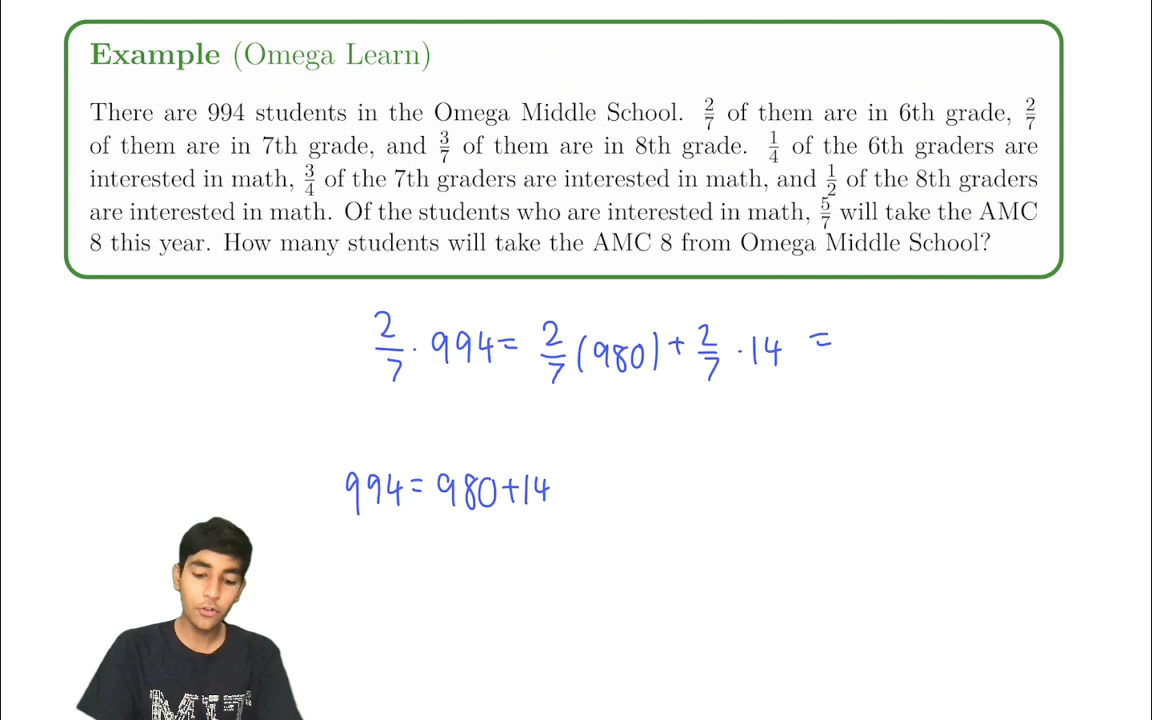 Example (Omega Learn)
There are 994 students in the Omega Middle School. 2/7 of them are in 6th grade, 2/7
of them are in 7th grade, and 3/7 of them are in 8th grade. 1/4 of the 6th graders are
interested in math, 3/4 of the 7th graders are interested in math, and 1/2 of the 8th graders
are interested in math. Of the students who are interested in math, 5/7 will take the AMC
8 this year. How many students will take the AMC 8 from Omega Middle School?
2/7 · 994 = 2/7 (980) + 2/7 · 14 =
994 = 980 + 14
MIT